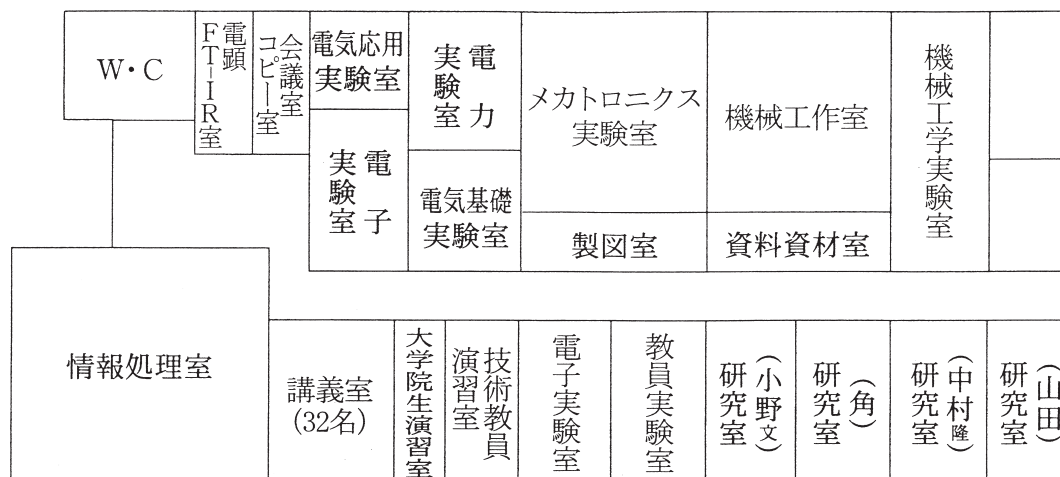 W・C
電顕
FT-IR室
会議室
コピー室
電気応用
実験室
電力
実験室
メカトロニクス
実験室
機械工作室
機械工学実験室
電子
実験室
電気基礎
実験室
製図室
資料資材室
情報処理室
講義室
(32名)
大学院生演習室
技術教員
演習室
電子実験室
教員実験室
(小野文)
研究室
(角)
研究室
(中村隆)
研究室
(山田)
研究室